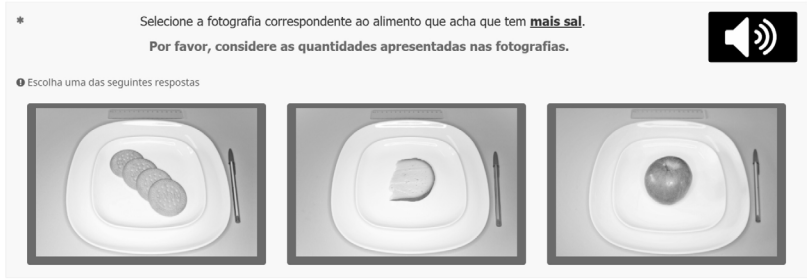 * Selecione a fotografia correspondente ao alimento que acha que tem mais sal.
Por favor, considere as quantidades apresentadas nas fotografias.
Escolha uma das seguintes respostas